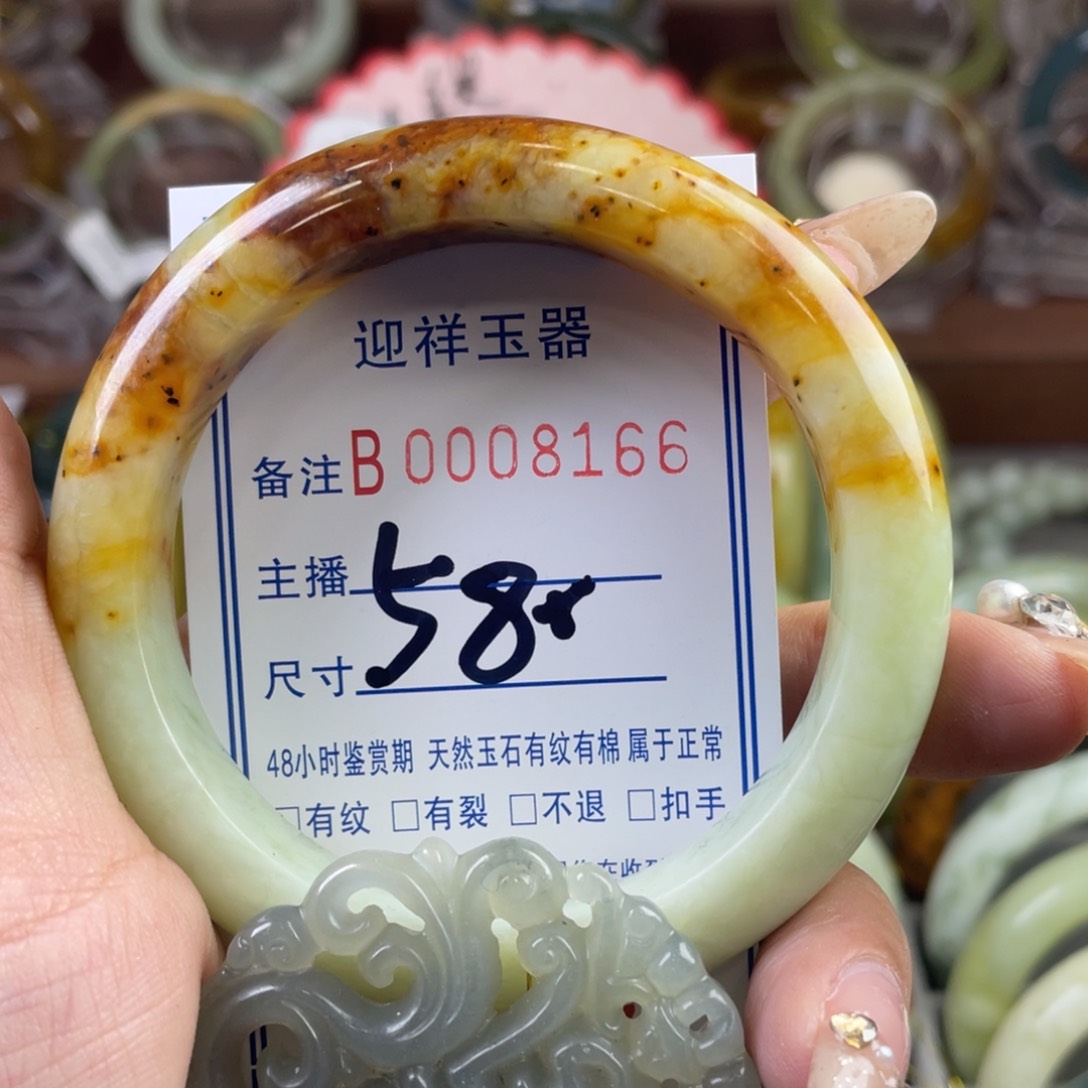 迎祥玉器
备注 B 0008166
主播
58+
尺寸
48小时鉴赏期 天然玉石有纹有棉 属于正常
□有纹 □有裂 □不退 □扣手